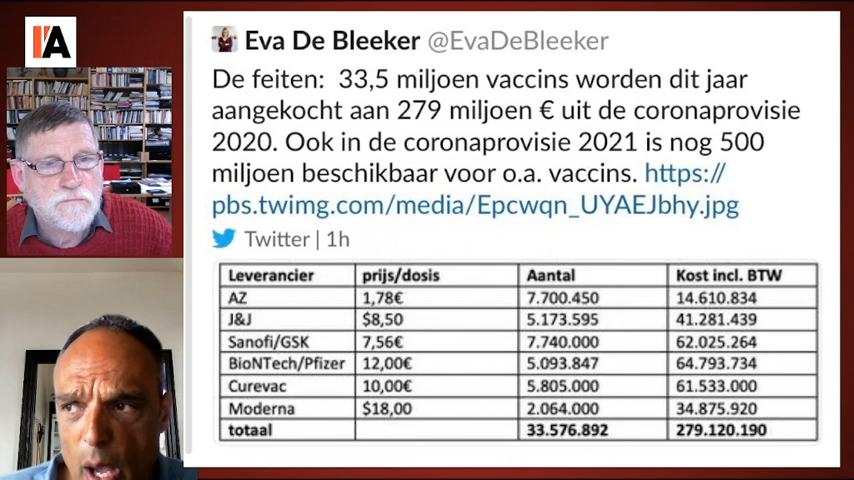 IA
Eva De Bleeker @EvaDeBleeker
De feiten: 33,5 miljoen vaccins worden dit jaar
aangekocht aan 279 miljoen € uit de coronaprovisie
2020. Ook in de coronaprovisie 2021 is nog 500
miljoen beschikbaar voor o.a. vaccins. https://
pbs.twimg.com/media/Epcwqn_UYAEJbhy.jpg
Twitter | 1h
Leverancier prijs/dosis Aantal Kost incl. BTW
AZ 1,78€ 7.700.450 14.610.834
J&J $8,50 5.173.595 41.281.439
Sanofi/GSK 7,56€ 7.740.000 62.025.264
BioNTech/Pfizer 12,00€ 5.093.847 64.793.734
Curevac 10,00€ 5.805.000 61.533.000
Moderna $18,00 2.064.000 34.875.920
totaal 33.576.892 279.120.190